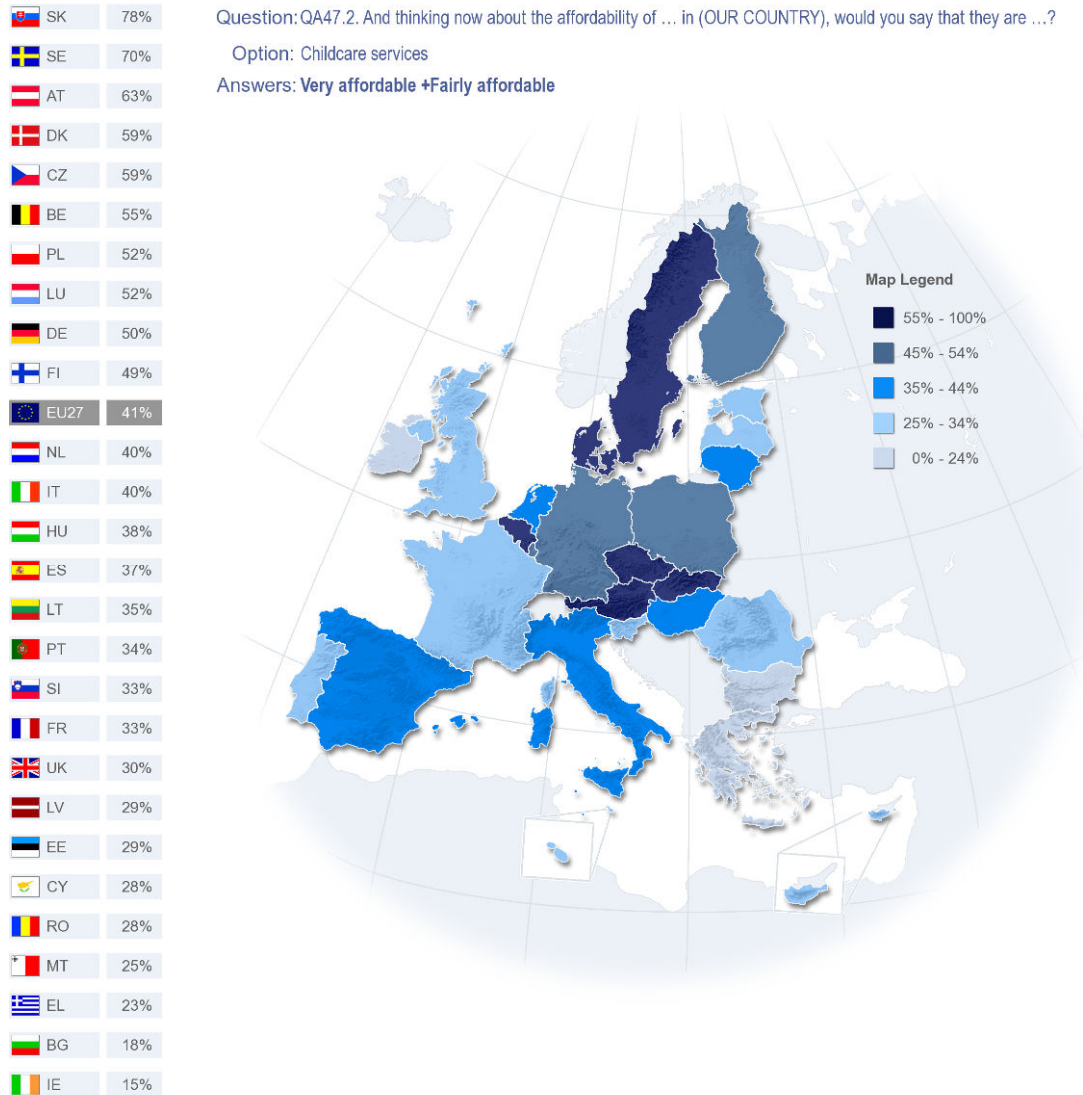 Question: QA47.2. And thinking now about the affordability of … in (OUR COUNTRY), would you say that they are …?
Option: Childcare services
Answers: Very affordable +Fairly affordable
SK 78%
SE 70%
AT 63%
DK 59%
CZ 59%
BE 55%
PL 52%
LU 52%
DE 50%
FI 49%
EU27 41%
NL 40%
IT 40%
HU 38%
ES 37%
LT 35%
PT 34%
SI 33%
FR 33%
UK 30%
LV 29%
EE 29%
CY 28%
RO 28%
MT 25%
EL 23%
BG 18%
IE 15%
Map Legend
55% - 100%
45% - 54%
35% - 44%
25% - 34%
0% - 24%